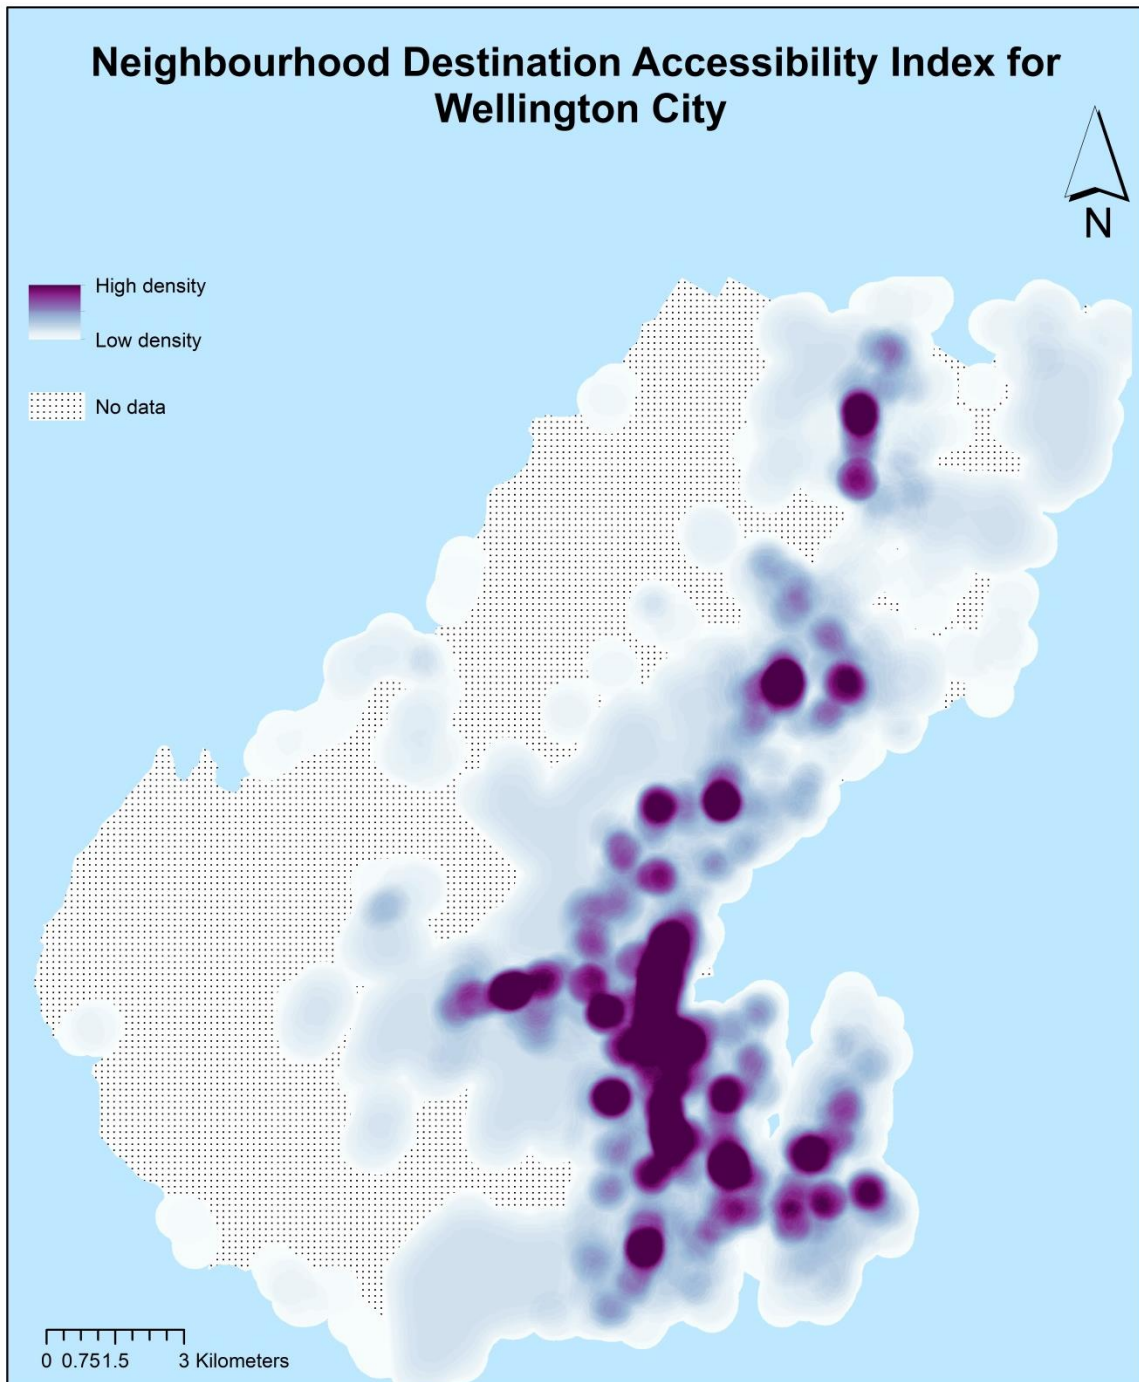 Neighbourhood Destination Accessibility Index for
Wellington City
N
High density
Low density
No data
0 0.751.5 3 Kilometers